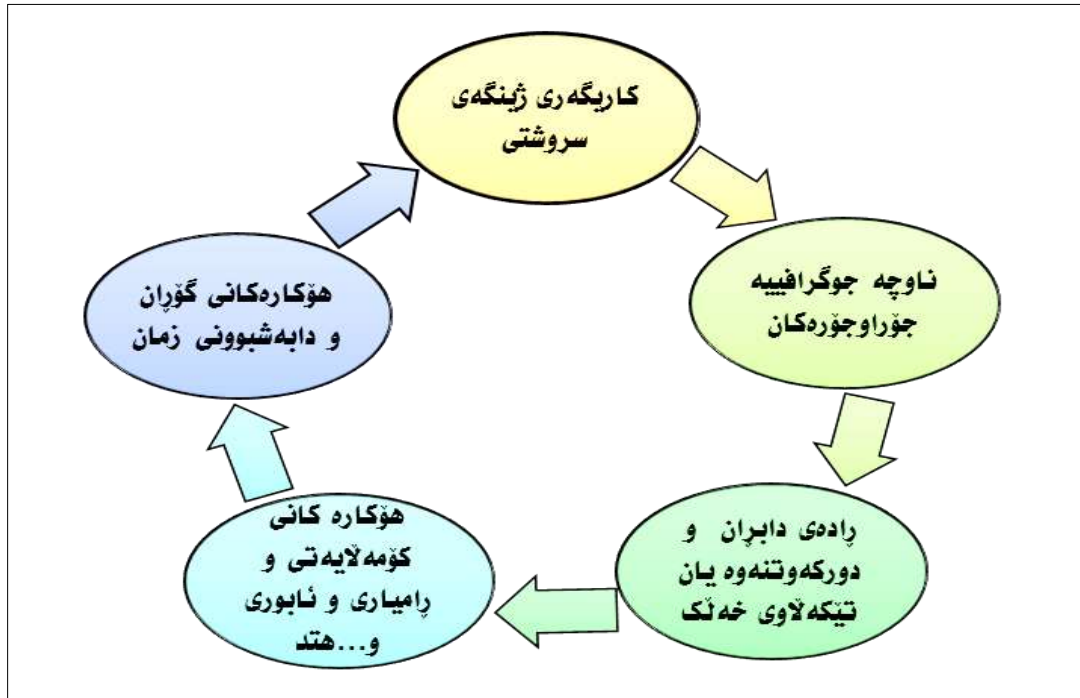 کاریگەری ژینگەی
سروشتی
ناوچە جوگرافییە
جۆراوجۆرەکان
ڕادەی دابڕان و
دورکەوتنەوە یان
تێکەڵاوی خەڵک
هۆکارە کانی
کۆمەڵایەتی و
ڕامیاری و ئابوری
و...هتد
هۆکارەکانی گۆڕان
و دابەشبوونی زمان